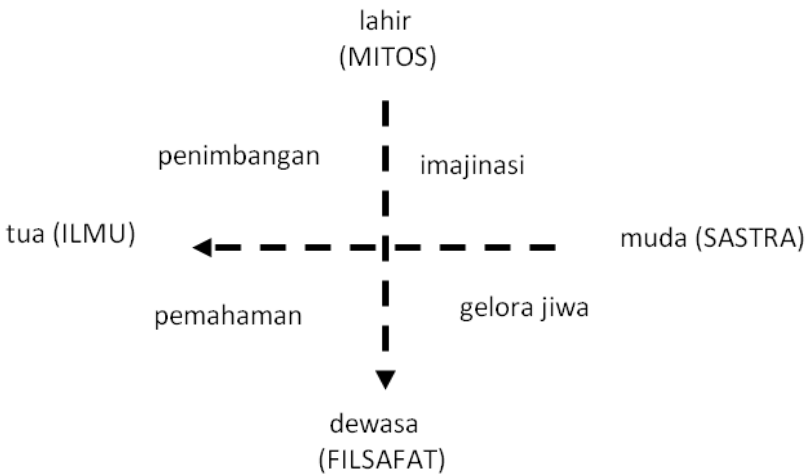 lahir
(MITOS)
penimbangan
imajinasi
tua (ILMU)
muda (SASTRA)
pemahaman
gelora jiwa
dewasa
(FILSAFAT)